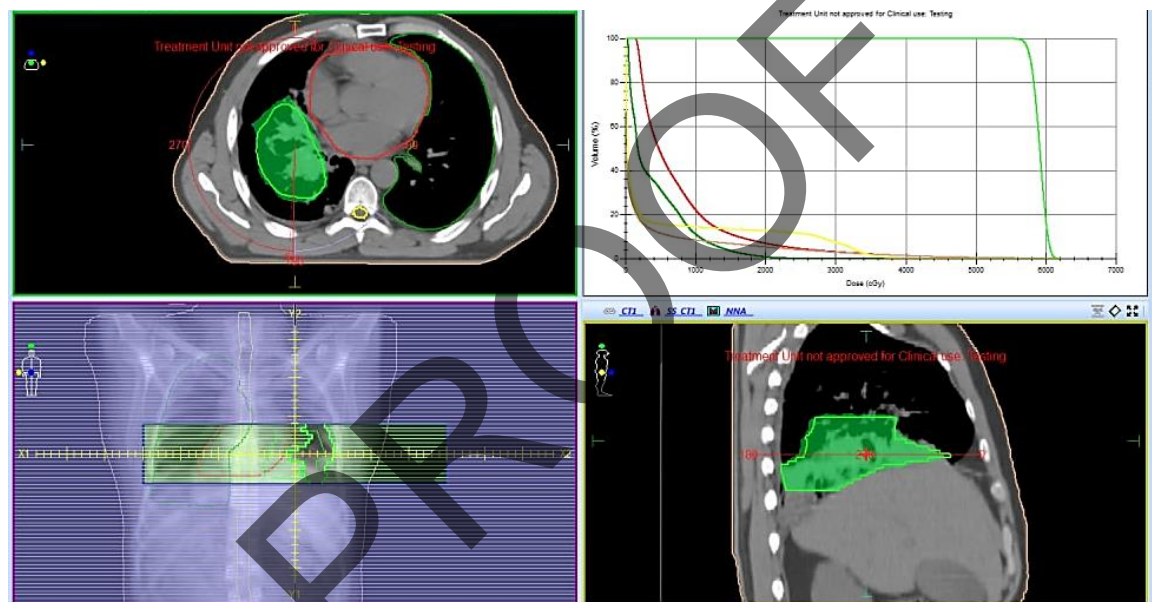 Treatment Unit not approved for Clinical use: Testing
270
180
Treatment Unit not approved for Clinical use: Testing
100
80
60
40
20
0
Volume (%)
0 1000 2000 3000 4000 5000 6000 7000
Dose (cGy)
Y2
X1
X2
Y1
CT1 SS_CT1 NNA
Treatment Unit not approved for Clinical use: Testing
180
PROOF